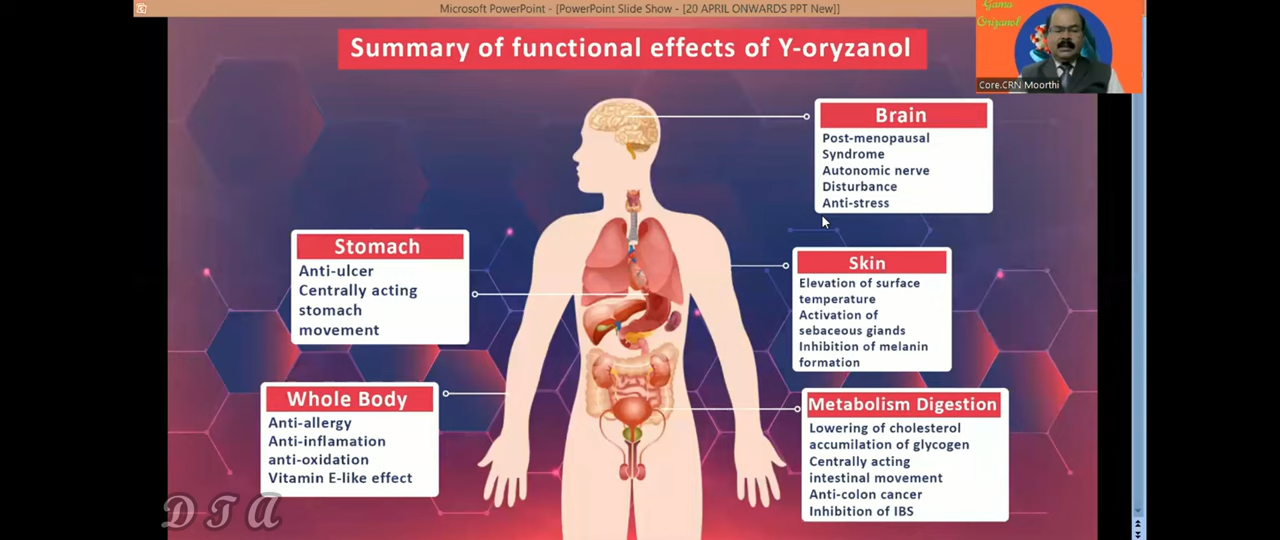 Microsoft PowerPoint - [PowerPoint Slide Show - [20 APRIL ONWARDS PPT New]]
Gama
Orizanol
Core.CRN Moorthi
Summary of functional effects of Y-oryzanol
Brain
Post-menopausal
Syndrome
Autonomic nerve
Disturbance
Anti-stress
Stomach
Anti-ulcer
Centrally acting
stomach
movement
Skin
Elevation of surface
temperature
Activation of
sebaceous giands
Inhibition of melanin
formation
Whole Body
Anti-allergy
Anti-inflamation
anti-oxidation
Vitamin E-like effect
Metabolism Digestion
Lowering of cholesterol
accumilation of glycogen
Centrally acting
intestinal movement
Anti-colon cancer
Inhibition of IBS
DTA